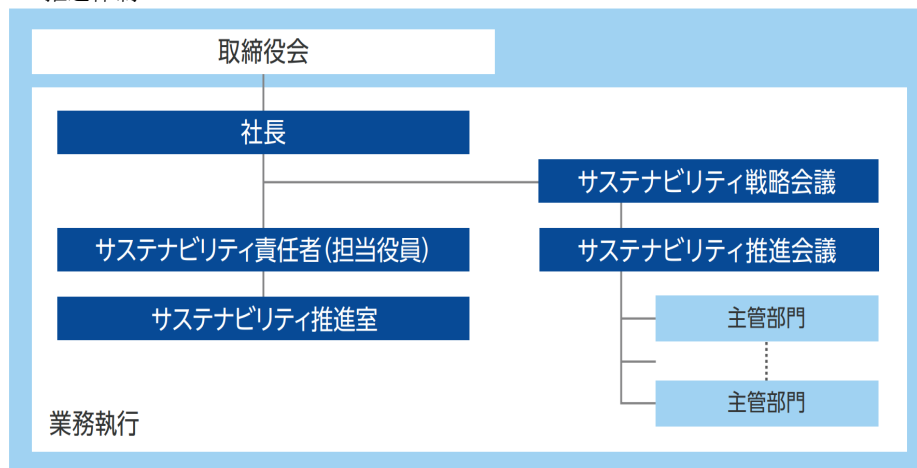 取締役会
社長
サステナビリティ戦略会議
サステナビリティ責任者(担当役員)
サステナビリティ推進会議
サステナビリティ推進室
主管部門
主管部門
業務執行